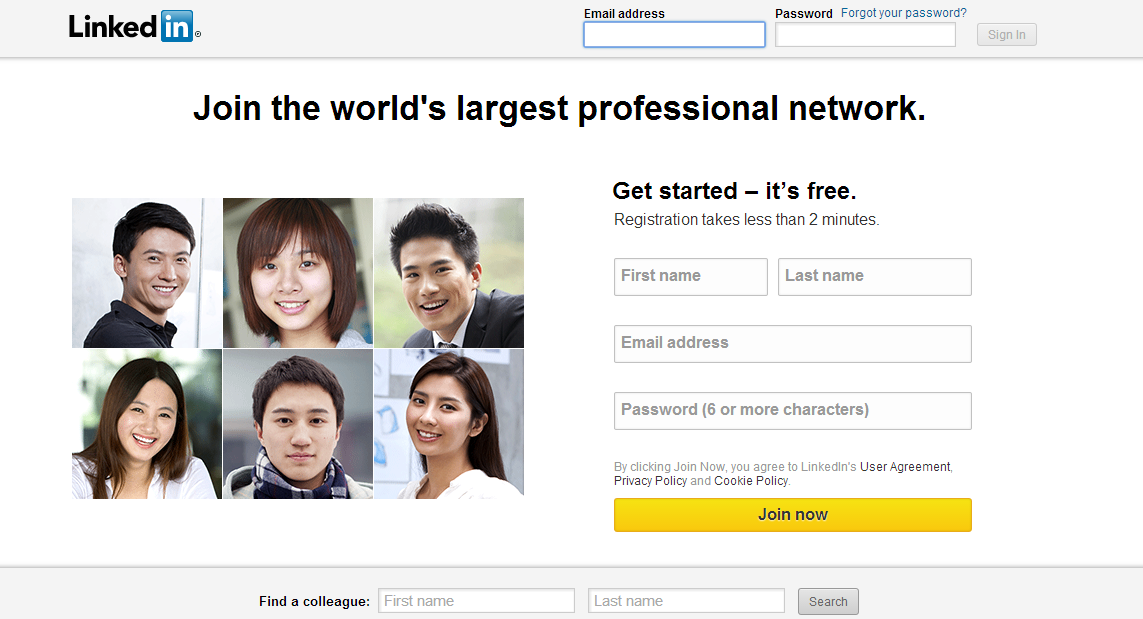 Linked in ®
Email address
Password Forgot your password?
Sign In
Join the world's largest professional network.
Get started – it’s free.
Registration takes less than 2 minutes.
First name
Last name
Email address
Password (6 or more characters)
By clicking Join Now, you agree to LinkedIn's User Agreement,
Privacy Policy and Cookie Policy.
Join now
Find a colleague: First name Last name Search